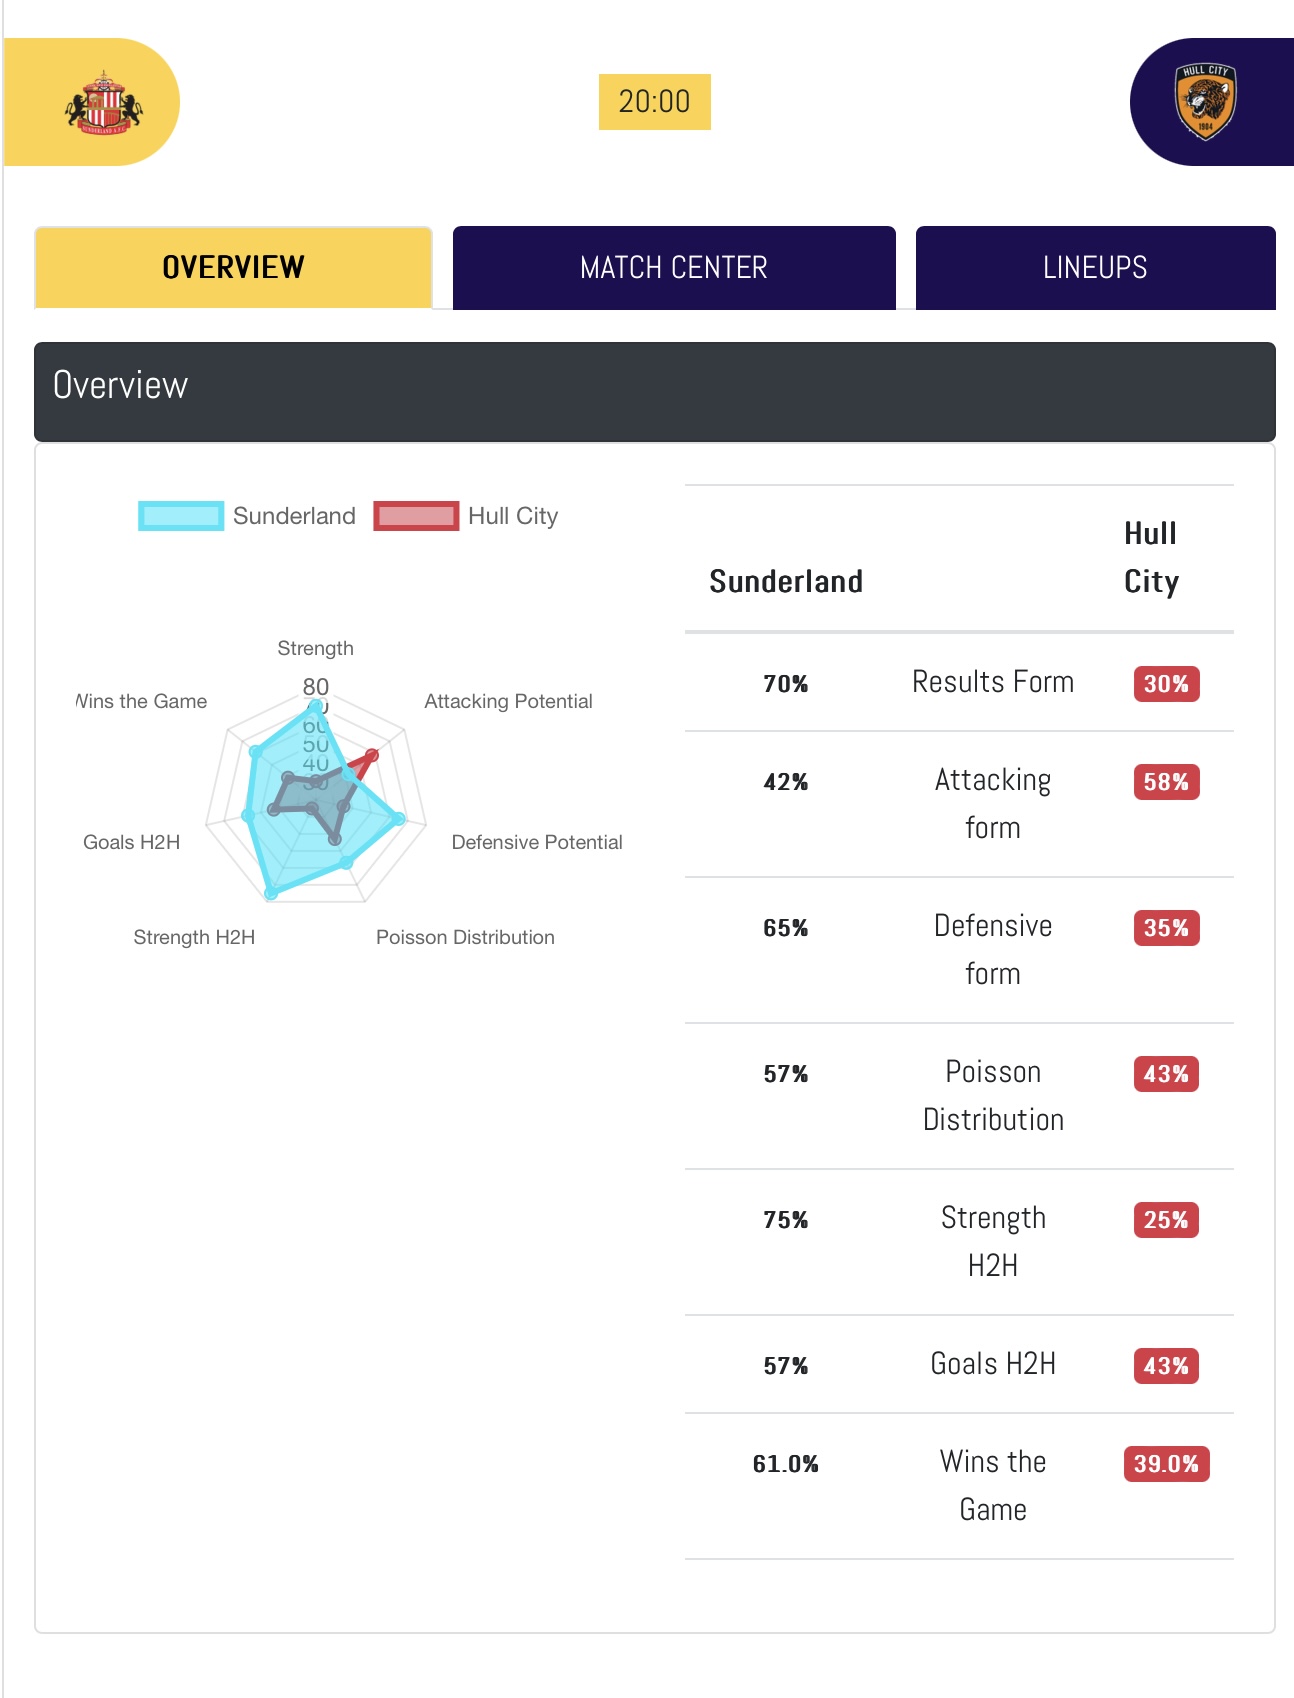 SUNDERLAND A.F.C.
20:00
HULL CITY
1904
OVERVIEW
MATCH CENTER
LINEUPS
Overview
Sunderland
Hull City
Strength
80
60
50
40
Wins the Game
Attacking Potential
Goals H2H
Defensive Potential
Strength H2H
Poisson Distribution
Sunderland
Hull
City
70%
Results Form
30%
42%
Attacking
form
58%
65%
Defensive
form
35%
57%
Poisson
Distribution
43%
75%
Strength
H2H
25%
57%
Goals H2H
43%
61.0%
Wins the
Game
39.0%